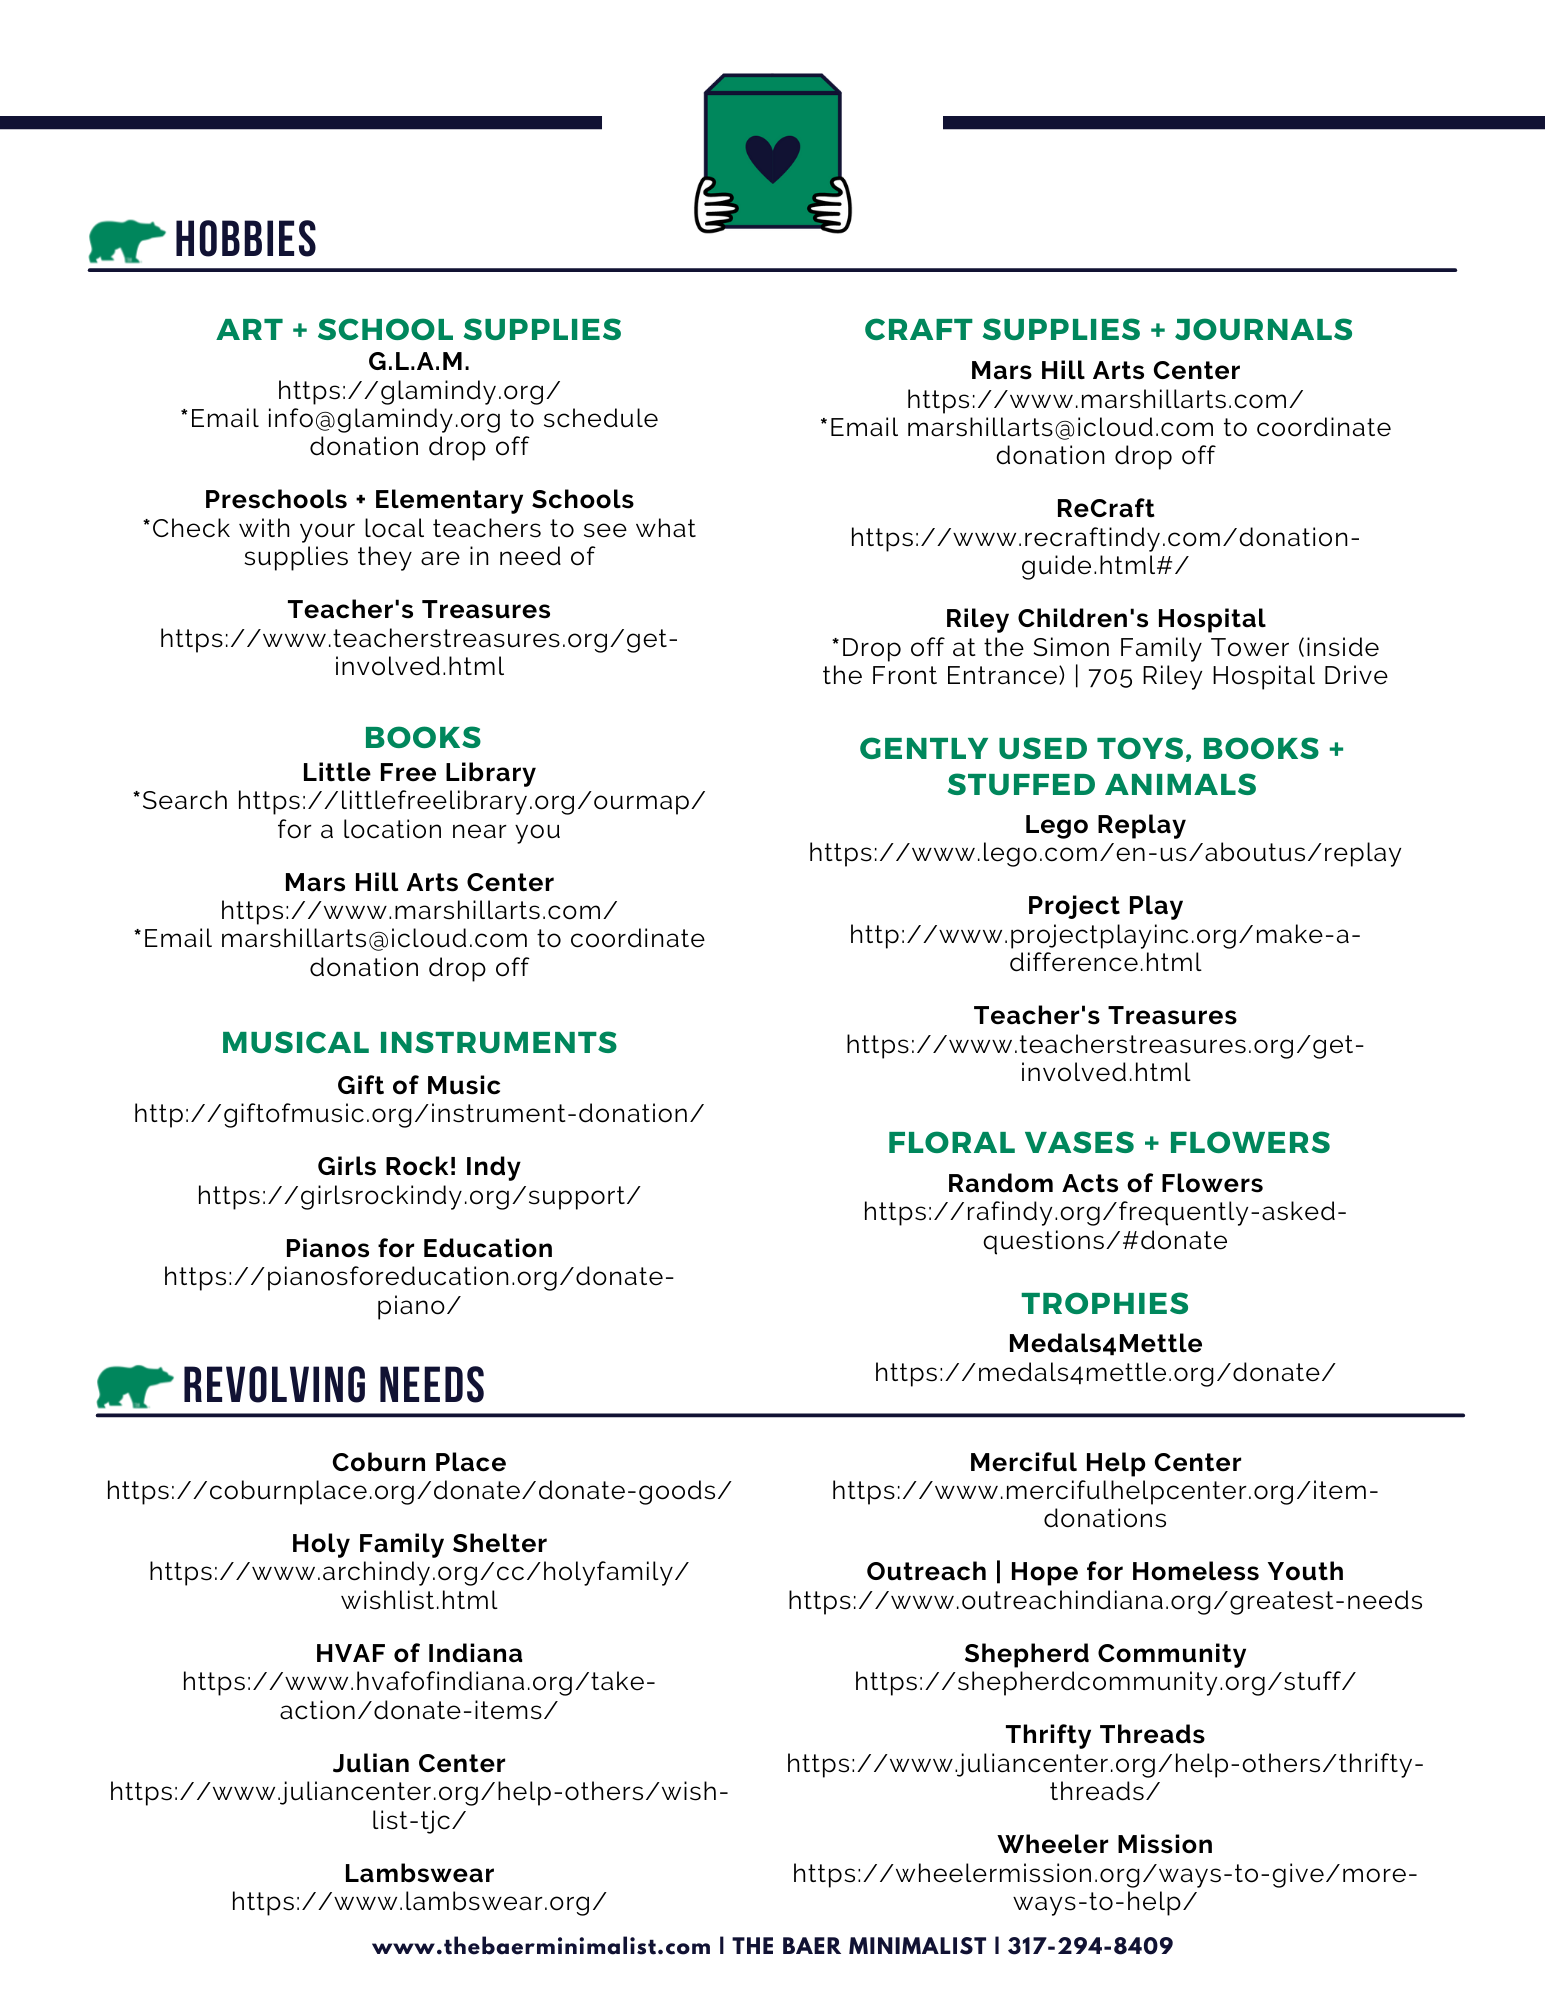 HOBBIES
ART + SCHOOL SUPPLIES
G.L.A.M.
https://glamindy.org/
*Email info@glamindy.org to schedule
donation drop off
Preschools + Elementary Schools
*Check with your local teachers to see what
supplies they are in need of
Teacher's Treasures
https://www.teacherstreasures.org/get-
involved.html
BOOKS
Little Free Library
*Search https://littlefreelibrary.org/ourmap/
for a location near you
Mars Hill Arts Center
https://www.marshillarts.com/
*Email marshillarts@icloud.com to coordinate
donation drop off
MUSICAL INSTRUMENTS
Gift of Music
http://giftofmusic.org/instrument-donation/
Girls Rock! Indy
https://girlsrockindy.org/support/
Pianos for Education
https://pianosforeducation.org/donate-
piano/
CRAFT SUPPLIES + JOURNALS
Mars Hill Arts Center
https://www.marshillarts.com/
*Email marshillarts@icloud.com to coordinate
donation drop off
ReCraft
https://www.recraftindy.com/donation-
guide.html#/
Riley Children's Hospital
*Drop off at the Simon Family Tower (inside
the Front Entrance) | 705 Riley Hospital Drive
GENTLY USED TOYS, BOOKS +
STUFFED ANIMALS
Lego Replay
https://www.lego.com/en-us/aboutus/replay
Project Play
http://www.projectplayinc.org/make-a-
difference.html
Teacher's Treasures
https://www.teacherstreasures.org/get-
involved.html
FLORAL VASES + FLOWERS
Random Acts of Flowers
https://rafindy.org/frequently-asked-
questions/#donate
TROPHIES
Medals4Mettle
https://medals4mettle.org/donate/
REVOLVING NEEDS
Coburn Place
https://coburnplace.org/donate/donate-goods/
Holy Family Shelter
https://www.archindy.org/cc/holyfamily/
wishlist.html
HVAF of Indiana
https://www.hvafofindiana.org/take-
action/donate-items/
Julian Center
https://www.juliancenter.org/help-others/wish-
list-tjc/
Lambswear
https://www.lambswear.org/
Merciful Help Center
https://www.mercifulhelpcenter.org/item-
donations
Outreach | Hope for Homeless Youth
https://www.outreachindiana.org/greatest-needs
Shepherd Community
https://shepherdcommunity.org/stuff/
Thrifty Threads
https://www.juliancenter.org/help-others/thrifty-
threads/
Wheeler Mission
https://wheelermission.org/ways-to-give/more-
ways-to-help/
www.thebaerminimalist.com | THE BAER MINIMALIST | 317-294-8409